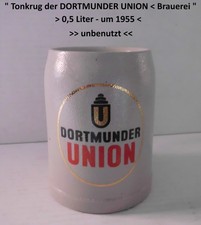 " Tonkrug der DORTMUNDER UNION < Brauerei "
> 0,5 Liter - um 1955 <
>> unbenutzt <<
U
DORTMUNDER
UNION